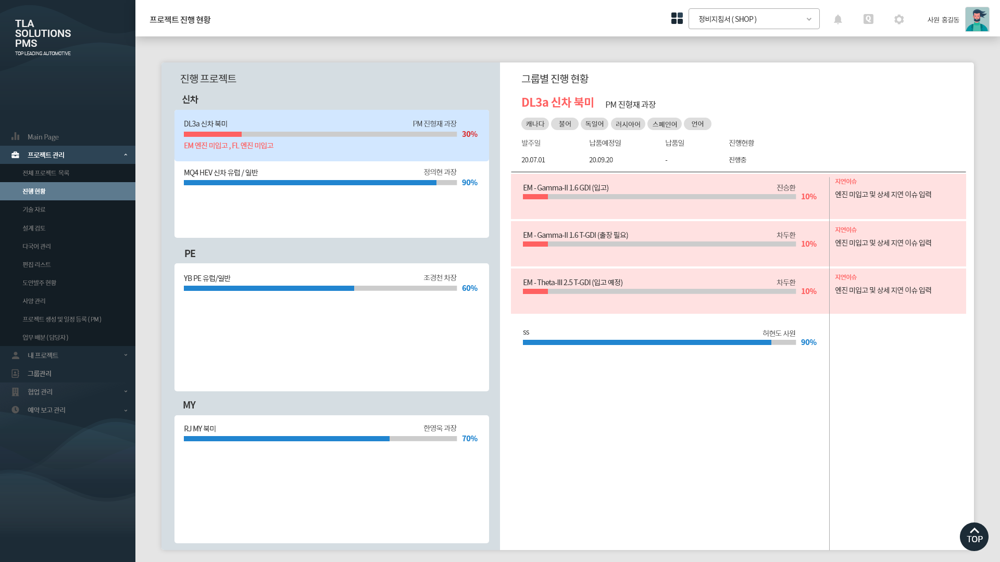 TLA
SOLUTIONS
PMS
TOP LEADING AUTOMOTIVE
Main Page
프로젝트 관리
전체 프로젝트 목록
진행 현황
기술 자료
설계 검토
다국어 관리
편집 리스트
도안발주 현황
사양 관리
프로젝트 생성 및 일정 등록 ( PM )
업무 배분 ( 담당자 )
내 프로젝트
그룹관리
협업 관리
예약 보고 관리
프로젝트 진행 현황
정비지침서 ( SHOP )
Q
사원 홍길동
진행 프로젝트
신차
DL3a 신차 북미
PM 진형재 과장
30%
EM 엔진 미입고 , FL 엔진 미입고
MQ4 HEV 신차 유럽 / 일반
정의현 과장
90%
PE
YB PE 유럽/일반
조경천 차장
60%
MY
RJ MY 북미
한영욱 과장
70%
그룹별 진행 현황
DL3a 신차 북미 PM 진형재 과장
캐나다 불어 독일어 러시아어 스페인어 언어
발주일 납품예정일 납품일 진행현황
20.07.01 20.09.20 - 진행중
EM - Gamma-II 1.6 GDI (입고)
진승환
10%
지연이슈
엔진 미입고 및 상세 지연 이슈 입력
EM - Gamma-II 1.6 T-GDI (출장 필요)
차두환
10%
지연이슈
엔진 미입고 및 상세 지연 이슈 입력
EM - Theta-III 2.5 T-GDI (입고 예정)
차두환
10%
지연이슈
엔진 미입고 및 상세 지연 이슈 입력
ss
허현도 사원
90%
TOP